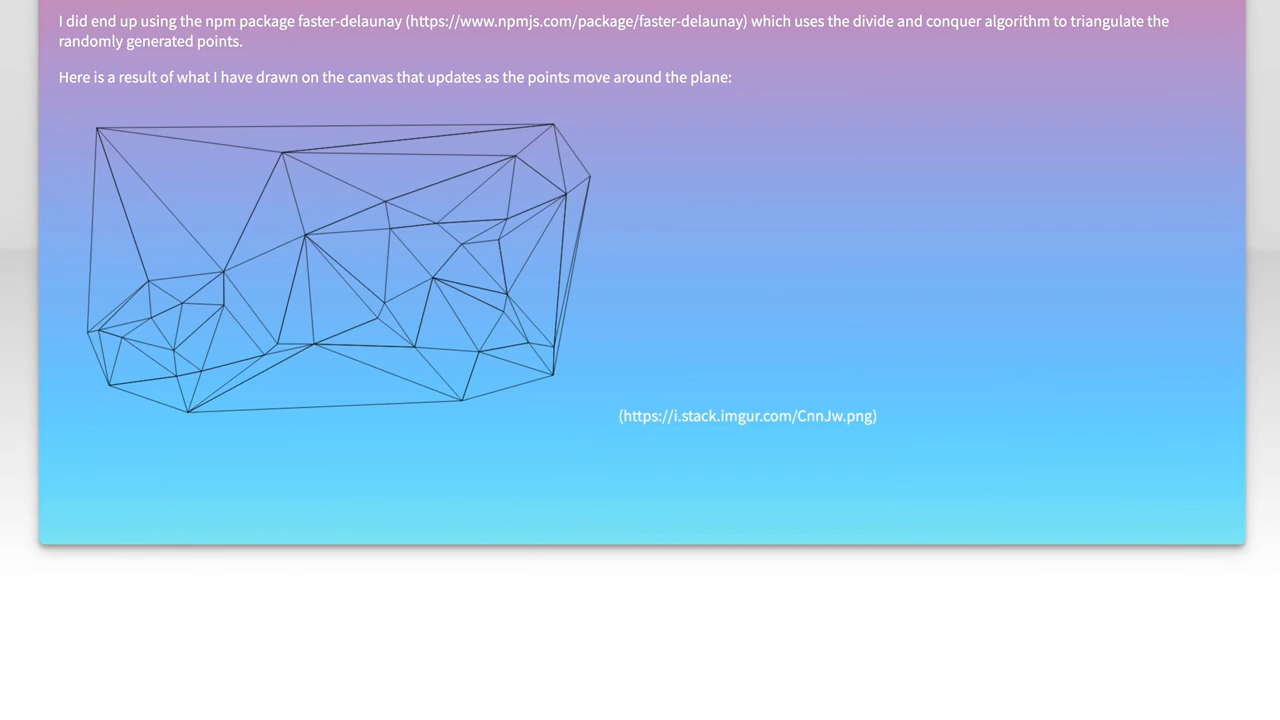 I did end up using the npm package faster-delaunay (https://www.npmjs.com/package/faster-delaunay) which uses the divide and conquer algorithm to triangulate the
randomly generated points.
Here is a result of what I have drawn on the canvas that updates as the points move around the plane:
(https://i.stack.imgur.com/CnnJw.png)